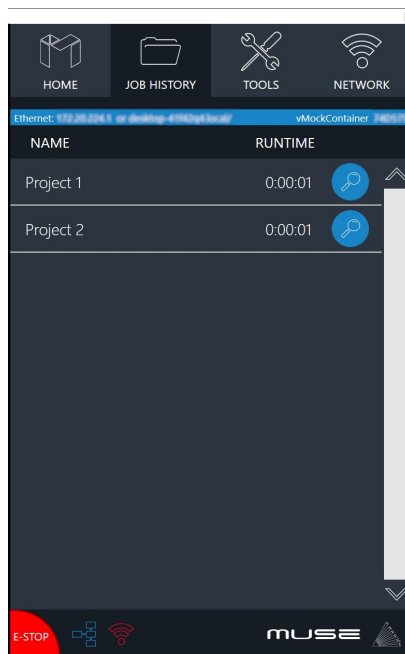 HOME JOB HISTORY TOOLS NETWORK
Ethernet: vMockContainer
NAME RUNTIME
Project 1 0:00:01
Project 2 0:00:01
E-STOP muse